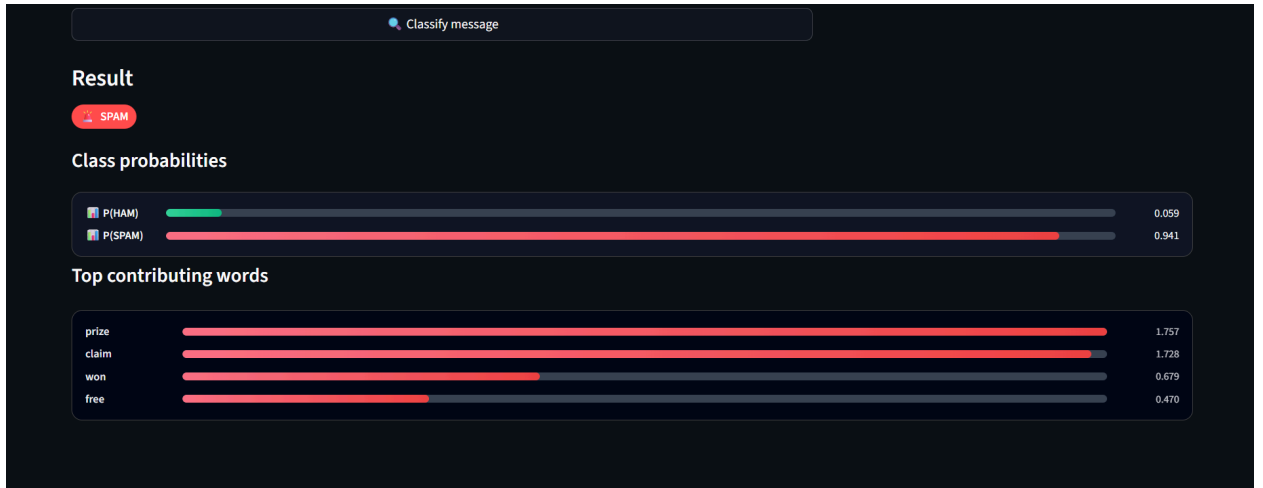 🔍 Classify message
Result
🚨 SPAM
Class probabilities
📊 P(HAM) 0.059
📊 P(SPAM) 0.941
Top contributing words
prize 1.757
claim 1.728
won 0.679
free 0.470